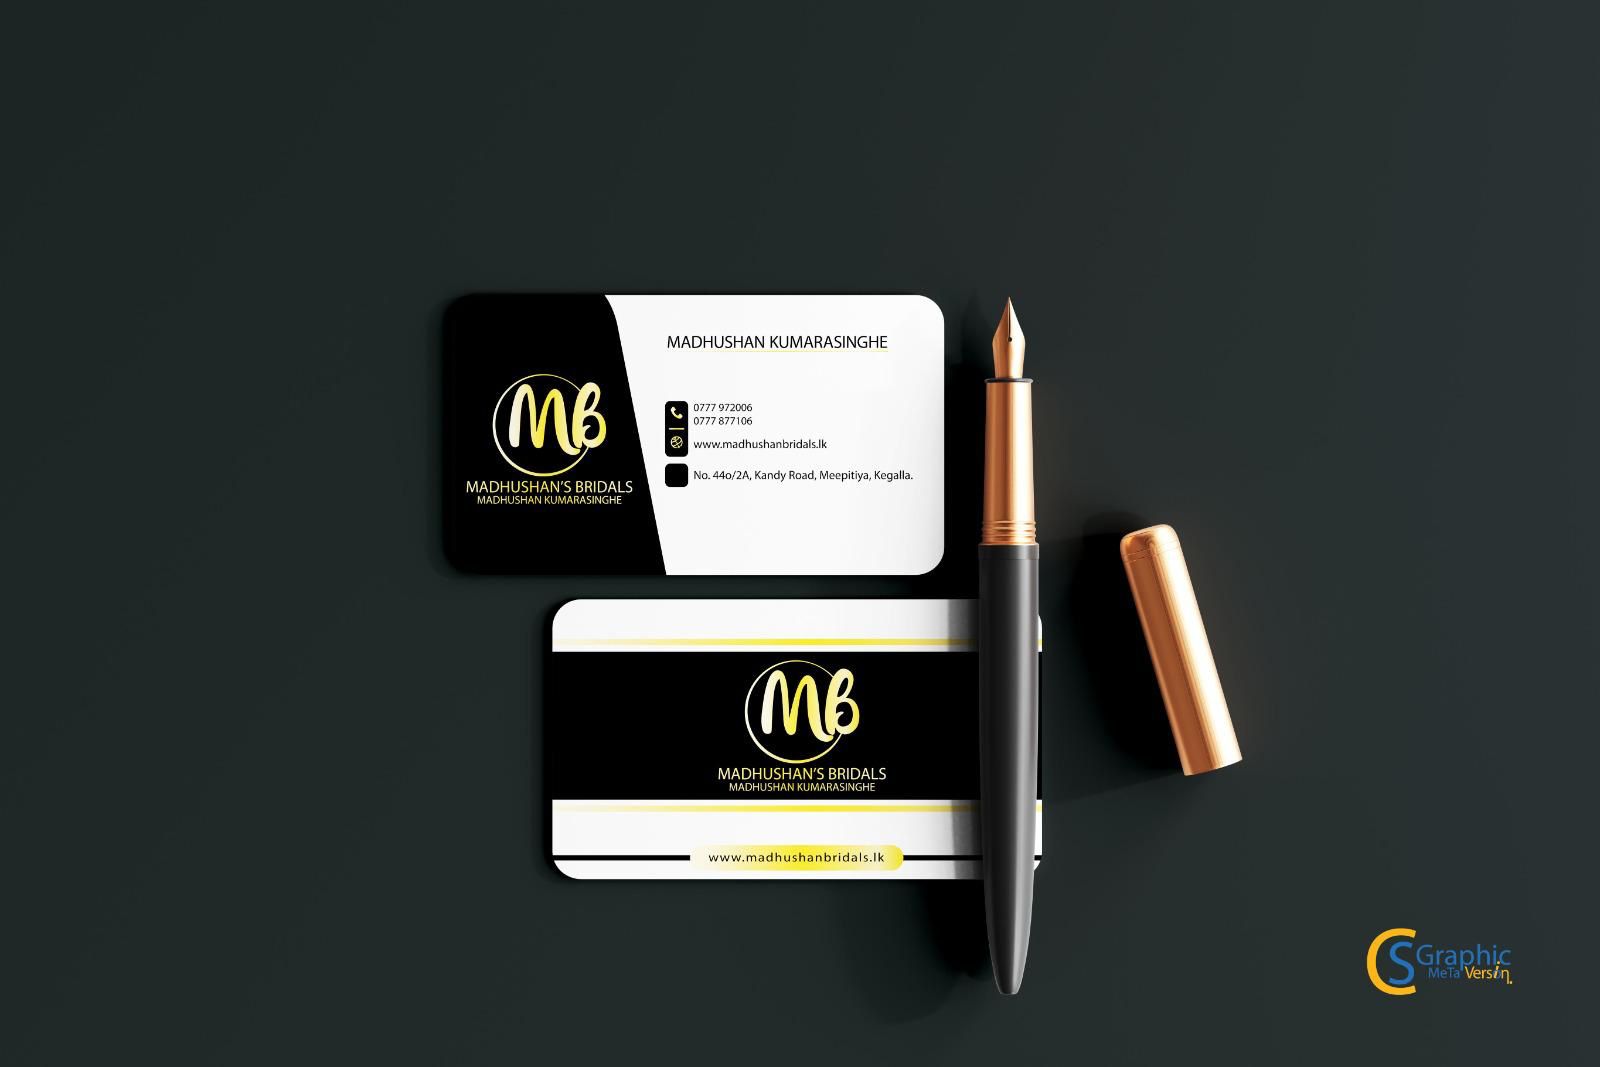 MB
MADHUSHAN'S BRIDALS
MADHUSHAN KUMARASINGHE
MADHUSHAN KUMARASINGHE
0777 972006
0777 877106
www.madhushanbridals.lk
No. 44o/2A, Kandy Road, Meepitiya, Kegalla.
MB
MADHUSHAN'S BRIDALS
MADHUSHAN KUMARASINGHE
www.madhushanbridals.lk
CS Graphic
MeTa Version.